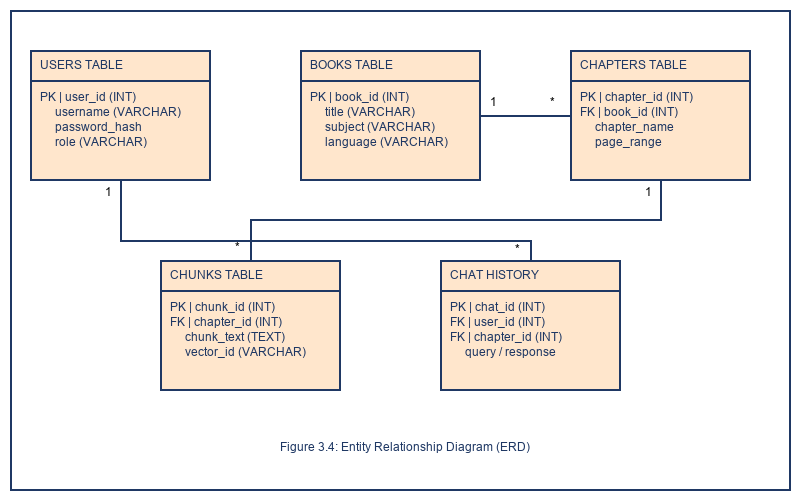 USERS TABLE
PK | user_id (INT)
username (VARCHAR)
password_hash
role (VARCHAR)
BOOKS TABLE
PK | book_id (INT)
title (VARCHAR)
subject (VARCHAR)
language (VARCHAR)
1
*
CHAPTERS TABLE
PK | chapter_id (INT)
FK | book_id (INT)
chapter_name
page_range
1
1
*
*
CHUNKS TABLE
PK | chunk_id (INT)
FK | chapter_id (INT)
chunk_text (TEXT)
vector_id (VARCHAR)
CHAT HISTORY
PK | chat_id (INT)
FK | user_id (INT)
FK | chapter_id (INT)
query / response
Figure 3.4: Entity Relationship Diagram (ERD)